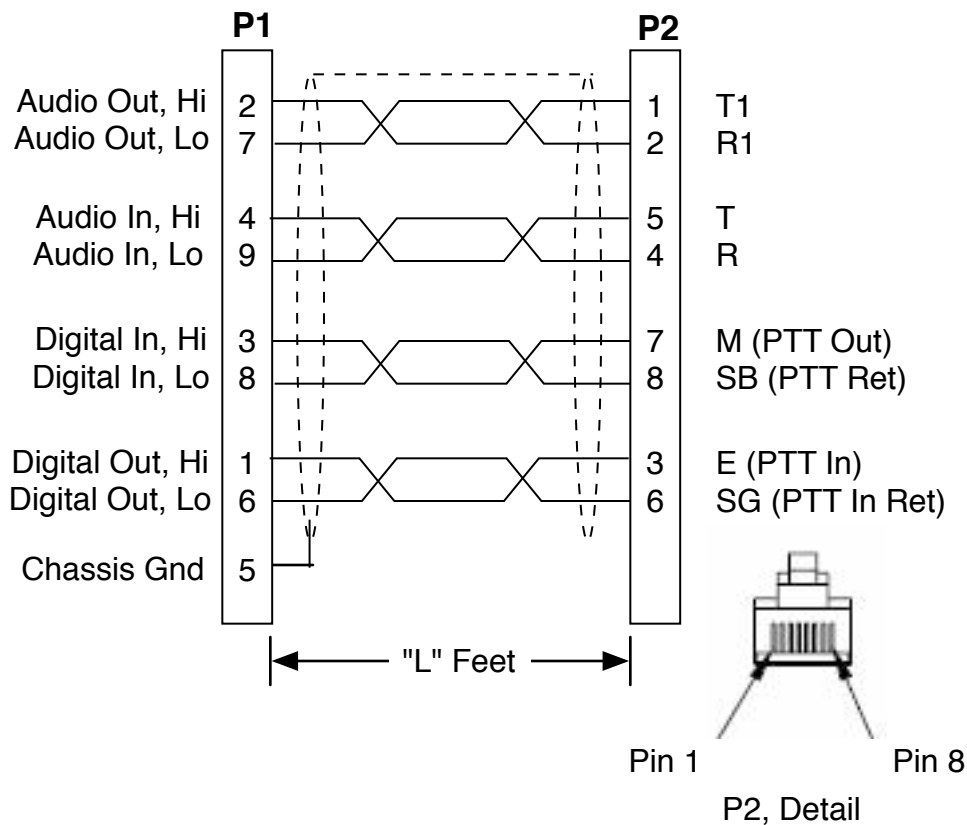 P1 P2
Audio Out, Hi 2 1 T1
Audio Out, Lo 7 2 R1
Audio In, Hi 4 5 T
Audio In, Lo 9 4 R
Digital In, Hi 3 7 M (PTT Out)
Digital In, Lo 8 8 SB (PTT Ret)
Digital Out, Hi 1 3 E (PTT In)
Digital Out, Lo 6 6 SG (PTT In Ret)
Chassis Gnd 5
"L" Feet
Pin 1 Pin 8
P2, Detail